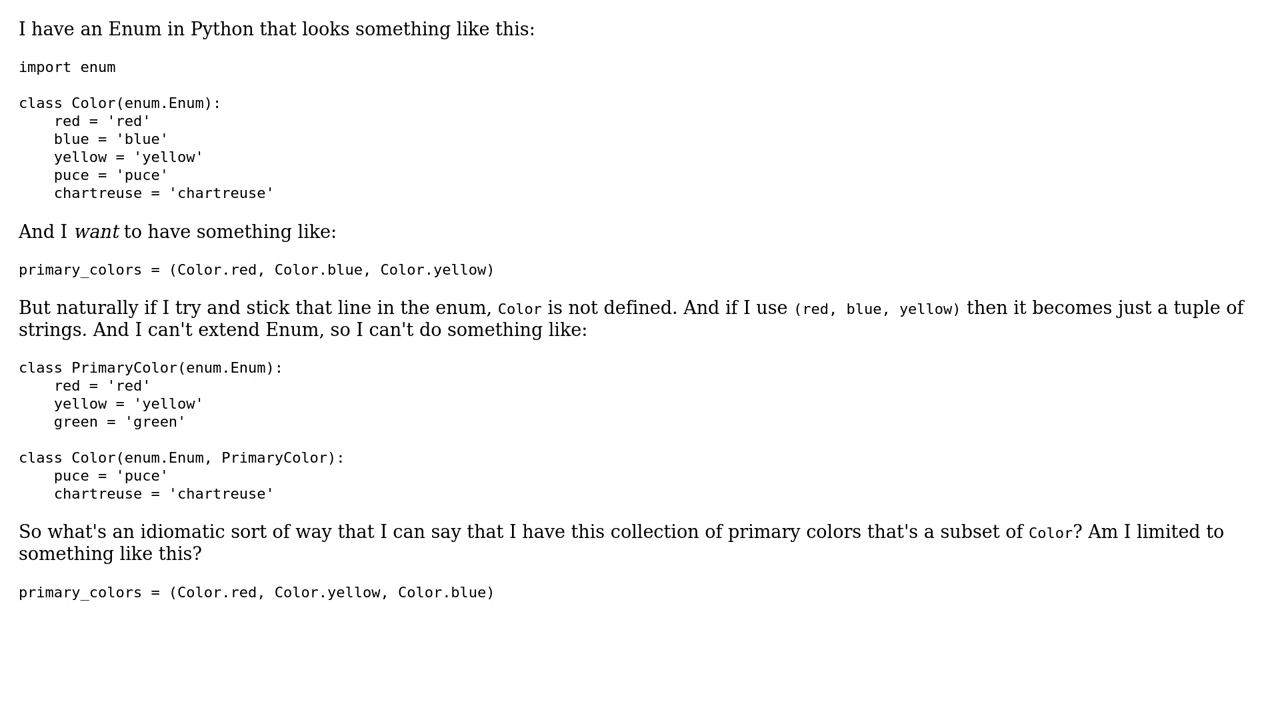 I have an Enum in Python that looks something like this:
import enum
class Color(enum.Enum):
    red = 'red'
    blue = 'blue'
    yellow = 'yellow'
    puce = 'puce'
    chartreuse = 'chartreuse'
And I want to have something like:
primary_colors = (Color.red, Color.blue, Color.yellow)
But naturally if I try and stick that line in the enum, Color is not defined. And if I use (red, blue, yellow) then it becomes just a tuple of
strings. And I can't extend Enum, so I can't do something like:
class PrimaryColor(enum.Enum):
    red = 'red'
    yellow = 'yellow'
    green = 'green'
class Color(enum.Enum, PrimaryColor):
    puce = 'puce'
    chartreuse = 'chartreuse'
So what's an idiomatic sort of way that I can say that I have this collection of primary colors that's a subset of Color? Am I limited to
something like this?
primary_colors = (Color.red, Color.yellow, Color.blue)